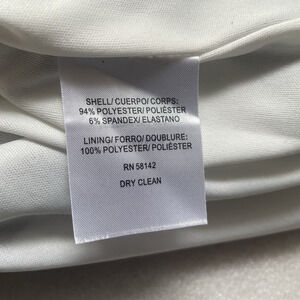 SHELL/ CUERPO/ CORPS:
94% POLYESTER/ POLIÉSTER
6% SPANDEX/ ELASTANO
LINING/ FORRO/ DOUBLURE:
100% POLYESTER/ POLIÉSTER
RN 58142
DRY CLEAN